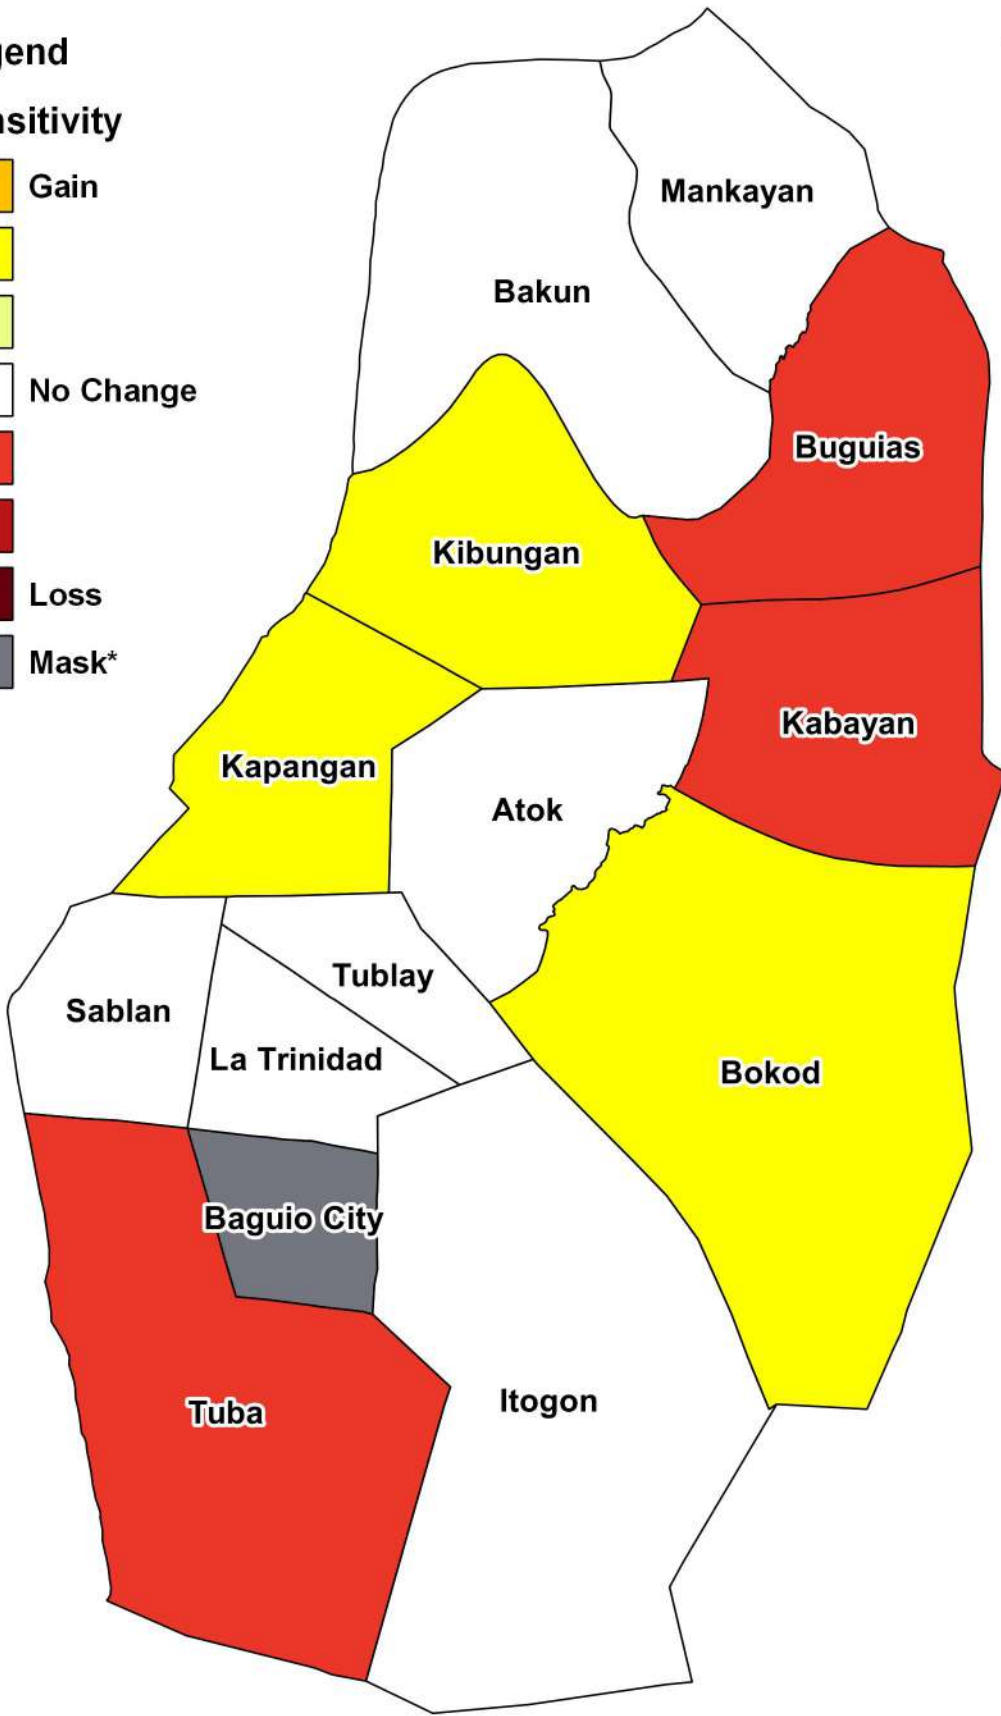 gend
nsitivity
Gain
No Change
Loss
Mask*
Mankayan
Bakun
Buguias
Kibungan
Kabayan
Kapangan
Atok
Tublay
Sablan
La Trinidad
Bokod
Baguio City
Tuba
Itogon